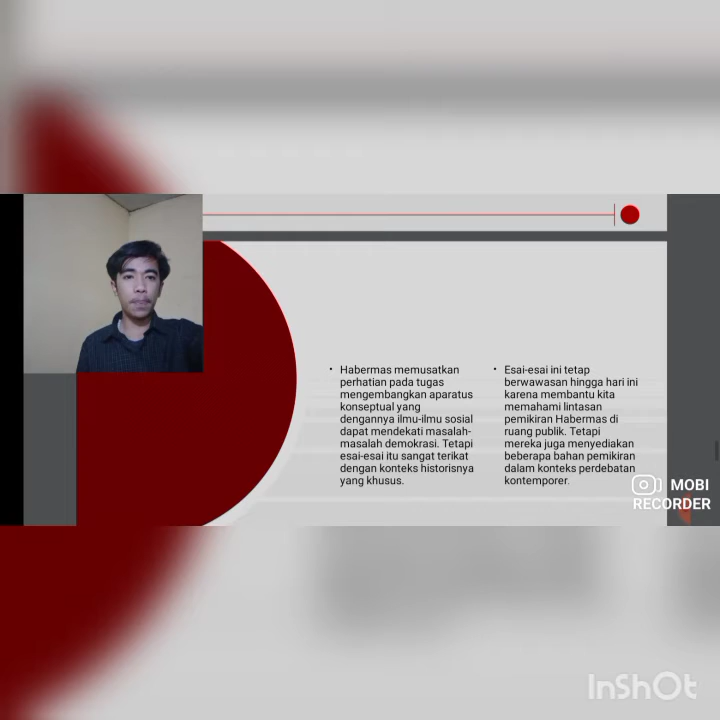 • Habermas memusatkan
perhatian pada tugas
mengembangkan aparatus
konseptual yang
dengannya ilmu-ilmu sosial
dapat mendekati masalah-
masalah demokrasi. Tetapi
esai-esai itu sangat terikat
dengan konteks historisnya
yang khusus.
• Esai-esai ini tetap
berwawasan hingga hari ini
karena membantu kita
memahami lintasan
pemikiran Habermas di
ruang publik. Tetapi
mereka juga menyediakan
beberapa bahan pemikiran
dalam konteks perdebatan
kontemporer.
MOBI
RECORDER
InShOt